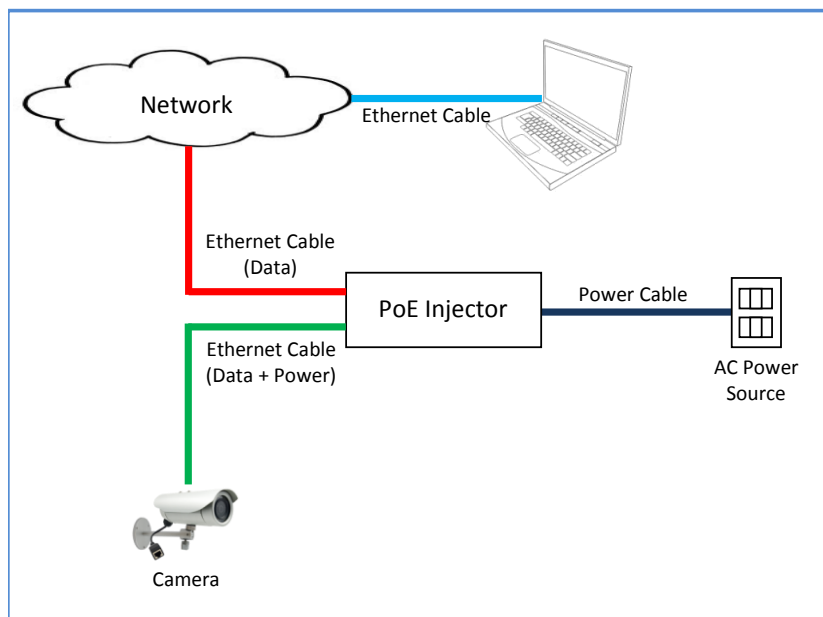 Network
Ethernet Cable
Ethernet Cable
(Data)
PoE Injector
Power Cable
Ethernet Cable
(Data + Power)
AC Power
Source
Camera